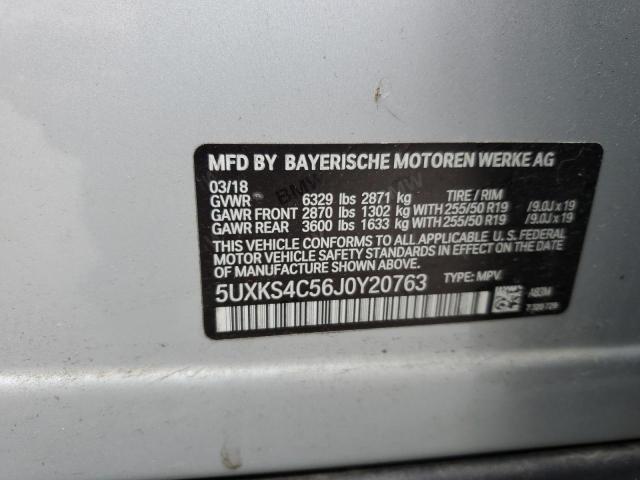 MFD BY BAYERISCHE MOTOREN WERKE AG
03/18
GVWR 6329 lbs 2871 kg TIRE / RIM
GAWR FRONT 2870 lbs 1302 kg WITH 255/50 R19 /9.0J x 19
GAWR REAR 3600 lbs 1633 kg WITH 255/50 R19 /9.0J x 19
THIS VEHICLE CONFORMS TO ALL APPLICABLE U. S. FEDERAL
MOTOR VEHICLE SAFETY STANDARDS IN EFFECT ON THE DATE
OF MANUFACTURE SHOWN ABOVE.
5UXKS4C56J0Y20763 TYPE: MPV
A83M